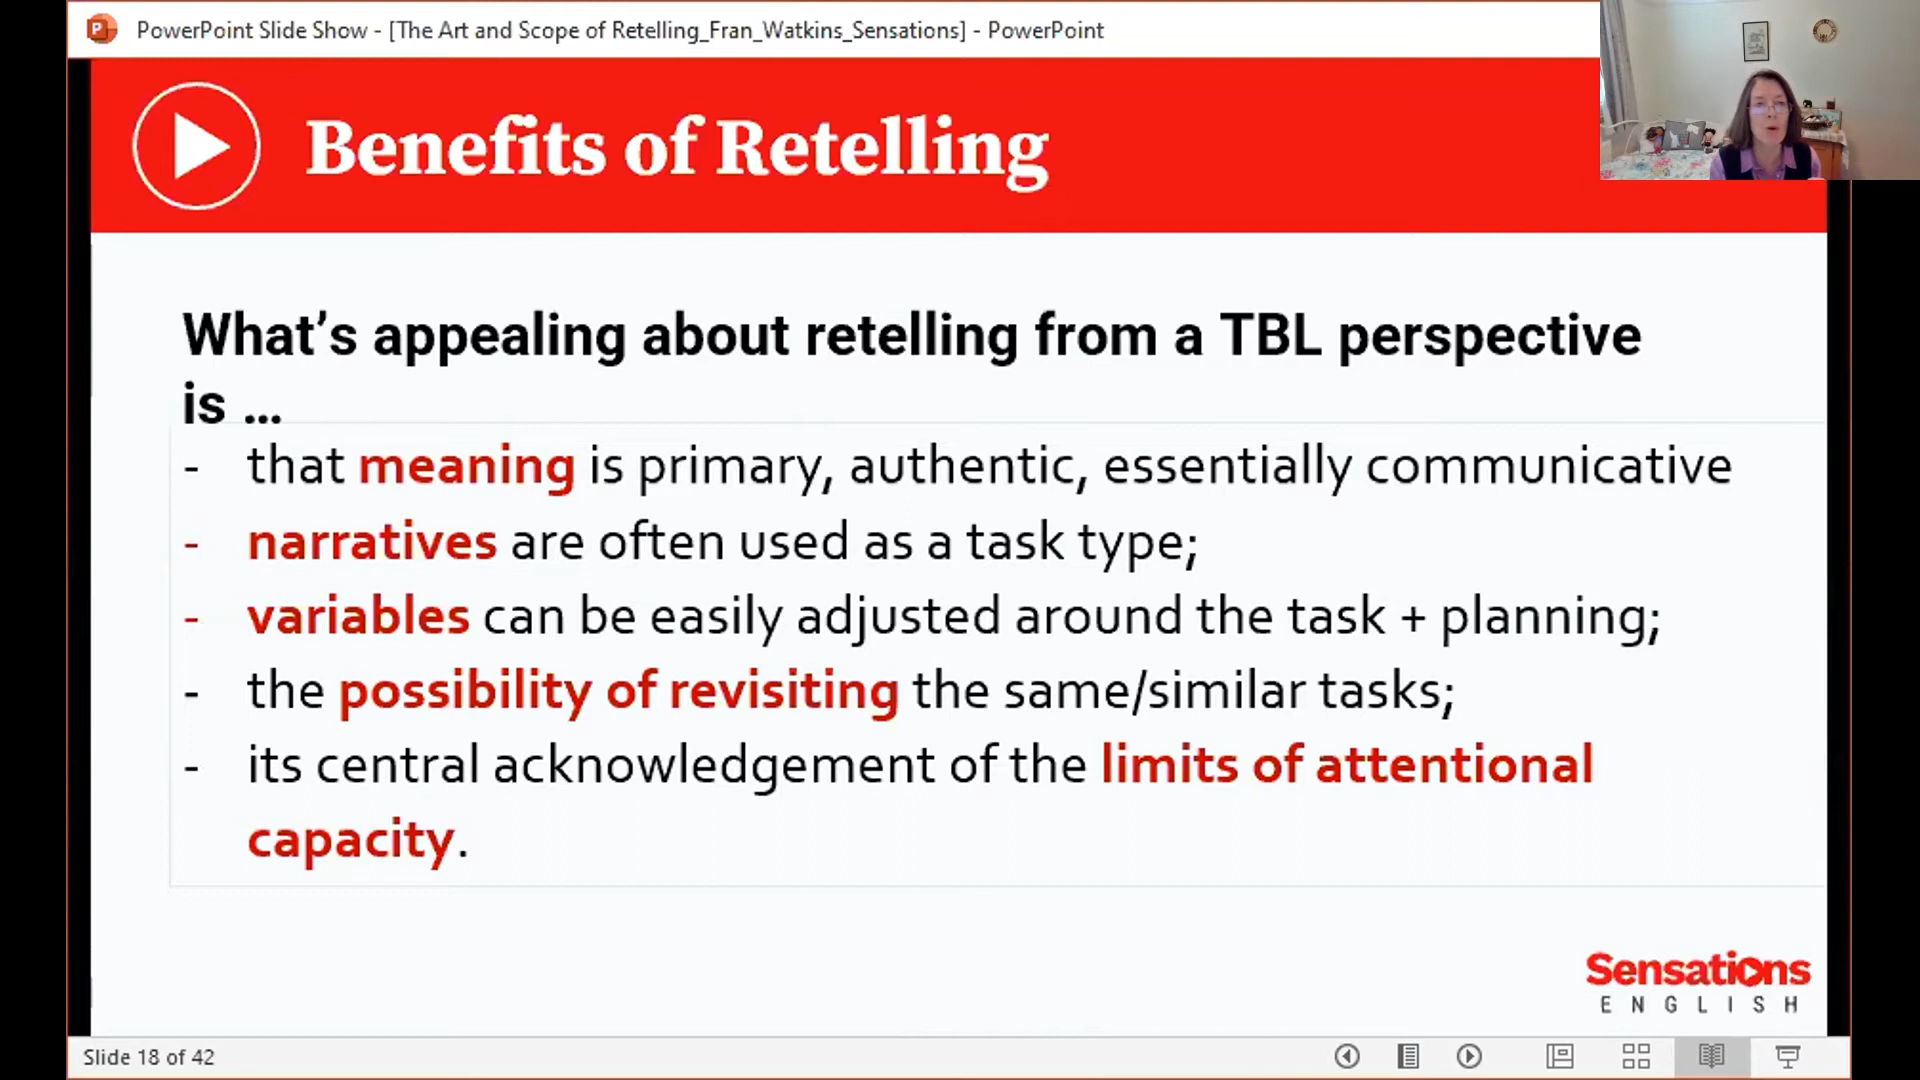 PowerPoint Slide Show - [The Art and Scope of Retelling_Fran_Watkins_Sensations] - PowerPoint
Benefits of Retelling
What’s appealing about retelling from a TBL perspective
is ...
- that meaning is primary, authentic, essentially communicative
- narratives are often used as a task type;
- variables can be easily adjusted around the task + planning;
- the possibility of revisiting the same/similar tasks;
- its central acknowledgement of the limits of attentional
capacity.
Sensations
ENGLISH
Slide 18 of 42